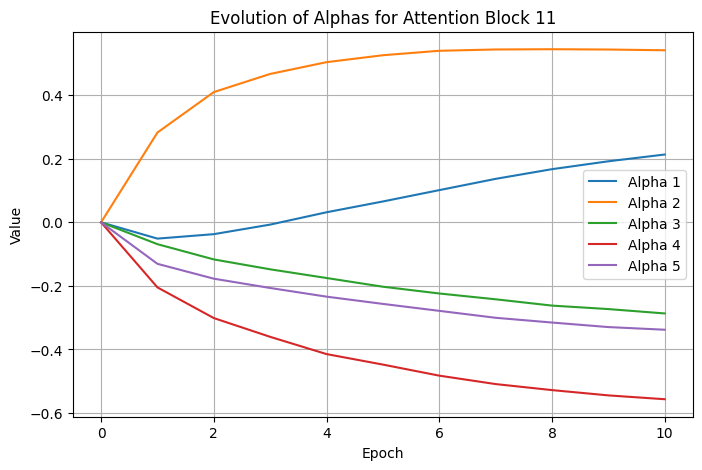 Evolution of Alphas for Attention Block 11
Value
0.4
0.2
0.0
−0.2
−0.4
−0.6
Alpha 1
Alpha 2
Alpha 3
Alpha 4
Alpha 5
0 2 4 6 8 10
Epoch